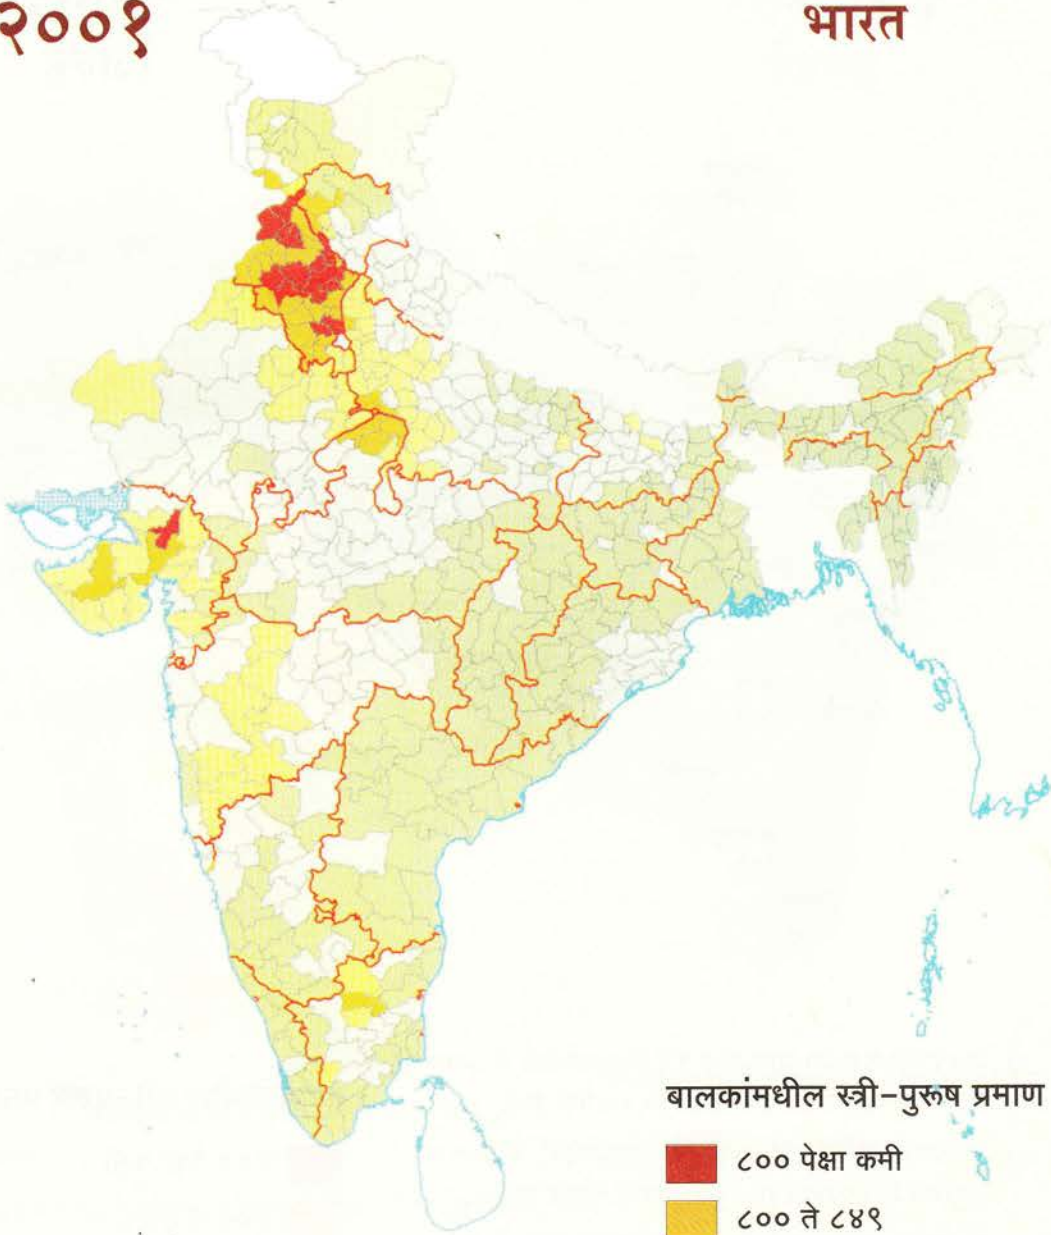 २००१
भारत
बालकांमधील स्त्री-पुरूष प्रमाण
८०० पेक्षा कमी
८०० ते ८४९